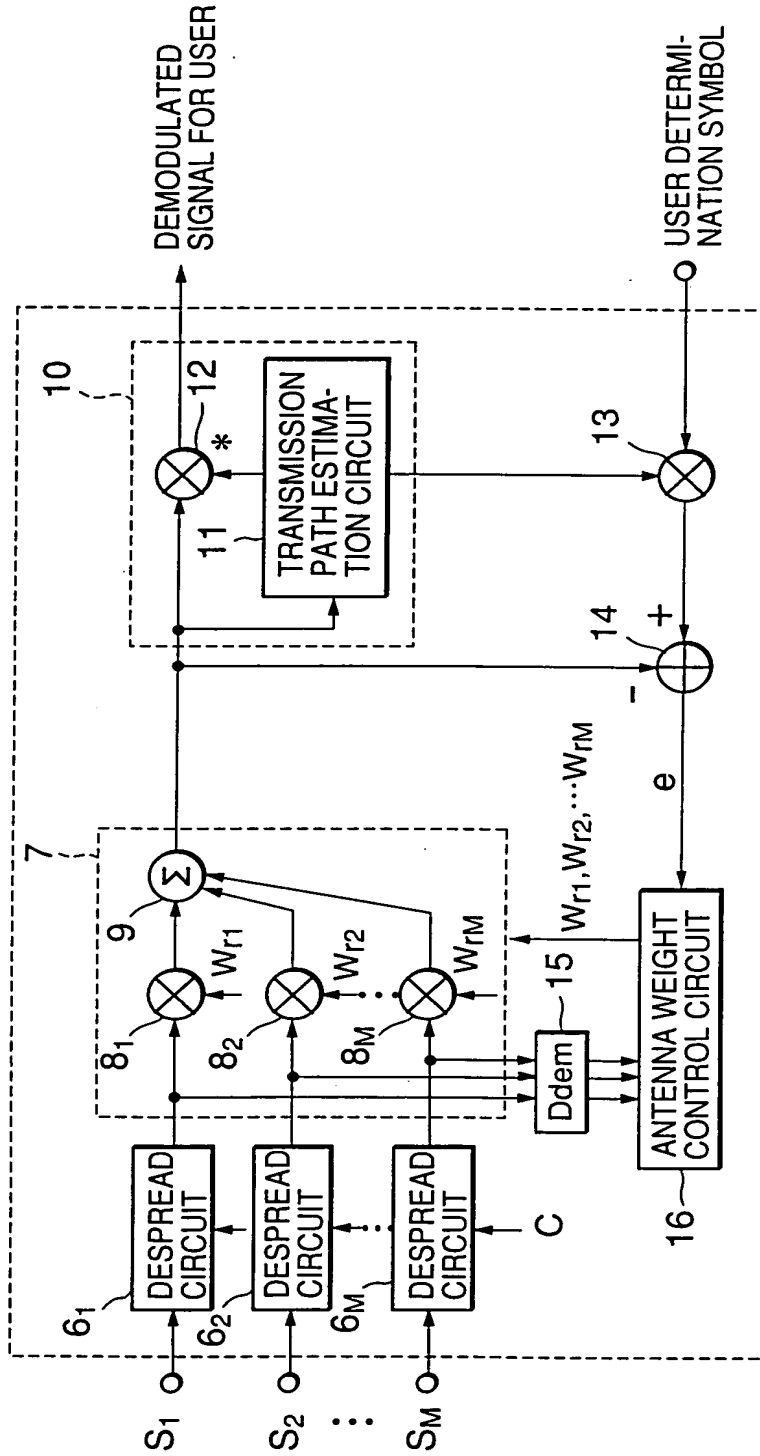 DEMODULATED
SIGNAL FOR USER
USER DETERMI-
NATION SYMBOL
10
12
*
11
TRANSMISSION
PATH ESTIMA-
TION CIRCUIT
13
14
+
-
e
7
9
Σ
Wr1
Wr2
WrM
81
82
8M
Wr1, Wr2, ···WrM
15
Ddem
ANTENNA WEIGHT
CONTROL CIRCUIT
16
DESPREAD
CIRCUIT
61
DESPREAD
CIRCUIT
62
DESPREAD
CIRCUIT
6M
C
S1
S2
SM